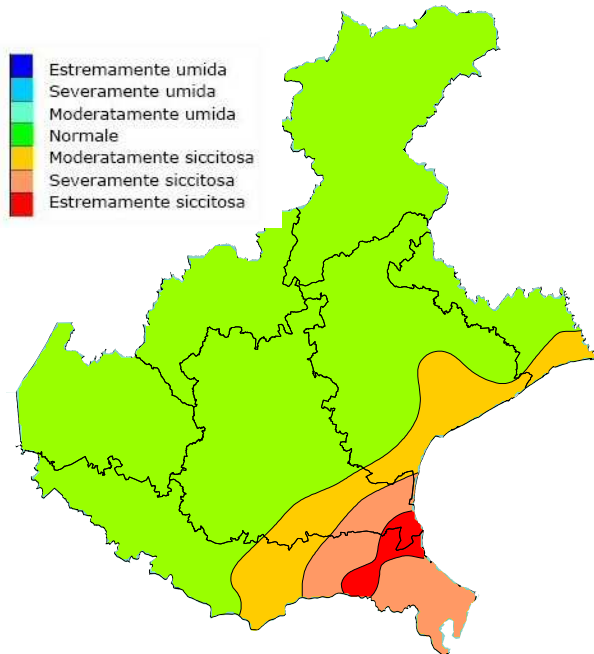 Estremamente umida
Severamente umida
Moderatamente umida
Normale
Moderatamente siccitosa
Severamente siccitosa
Estremamente siccitosa